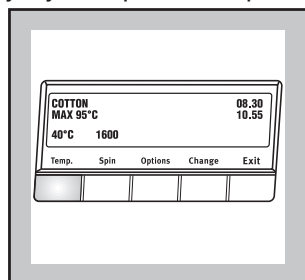 COTTON 08.30
MAX 95°C 10.55
40°C 1600
Temp. Spin Options Change Exit